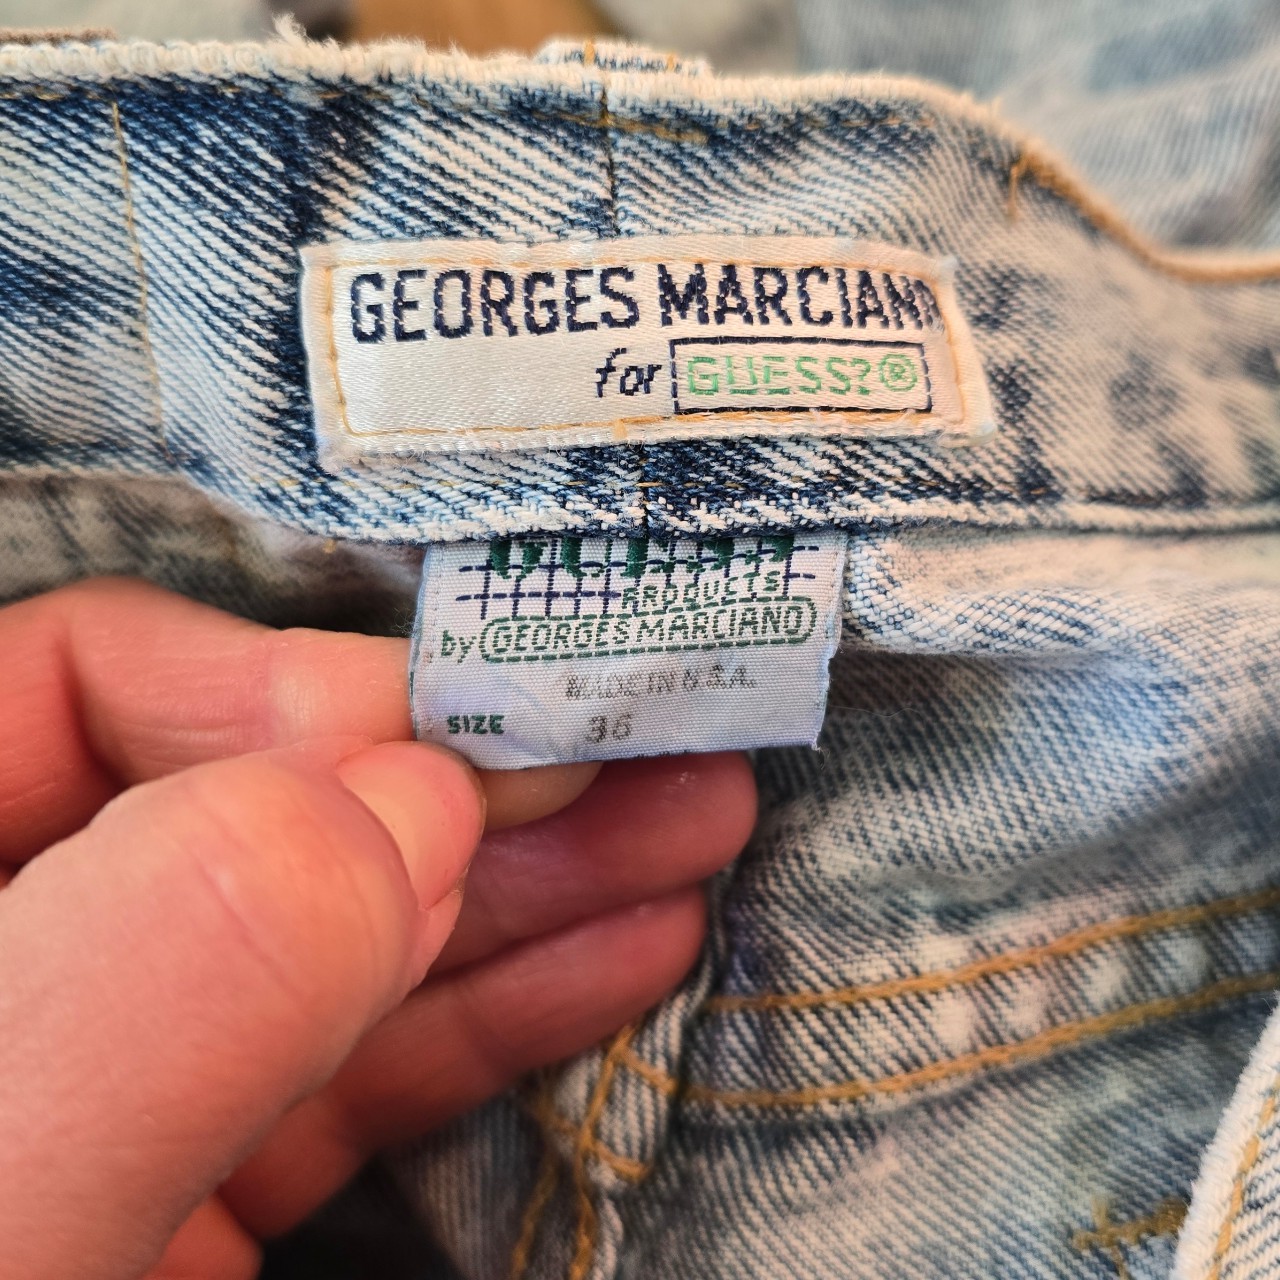 GEORGES MARCIANO
for GUESS?®
PRODUCTS
by GEORGES MARCIANO
MADE IN U.S.A.
SIZE 36